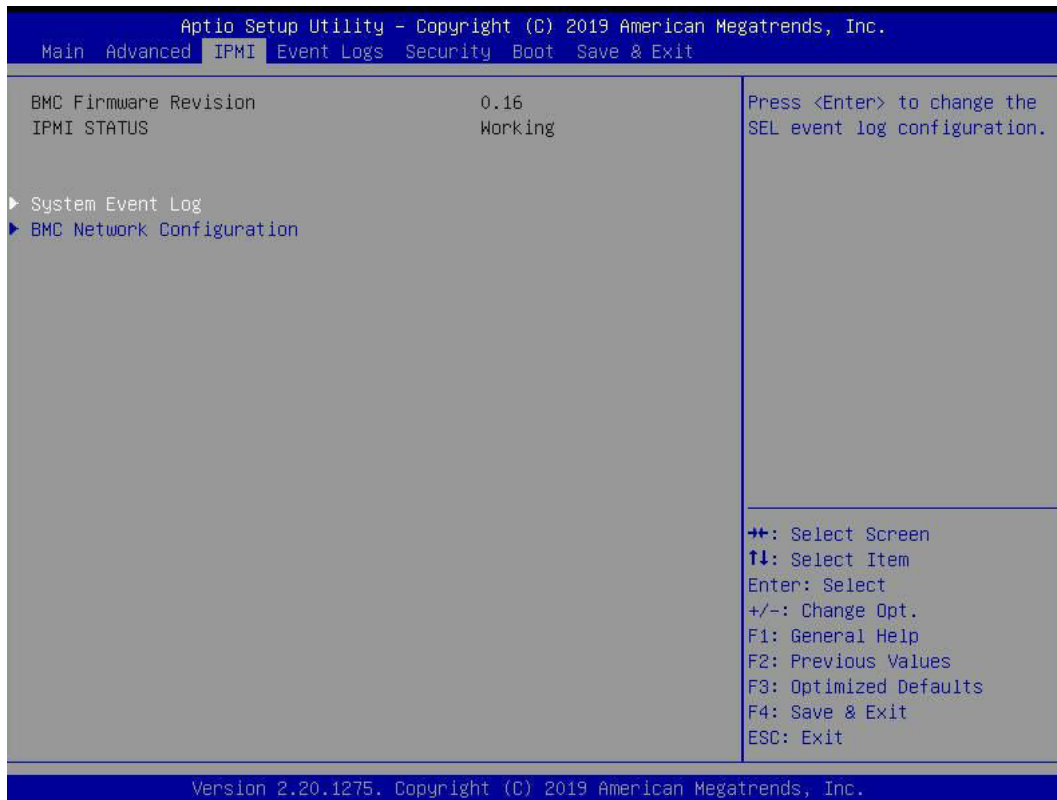 Aptio Setup Utility – Copyright (C) 2019 American Megatrends, Inc.
Main Advanced IPMI Event Logs Security Boot Save & Exit
BMC Firmware Revision 0.16
IPMI STATUS Working
System Event Log
BMC Network Configuration
Press <Enter> to change the
SEL event log configuration.
→←: Select Screen
↑↓: Select Item
Enter: Select
+/-: Change Opt.
F1: General Help
F2: Previous Values
F3: Optimized Defaults
F4: Save & Exit
ESC: Exit
Version 2.20.1275. Copyright (C) 2019 American Megatrends, Inc.